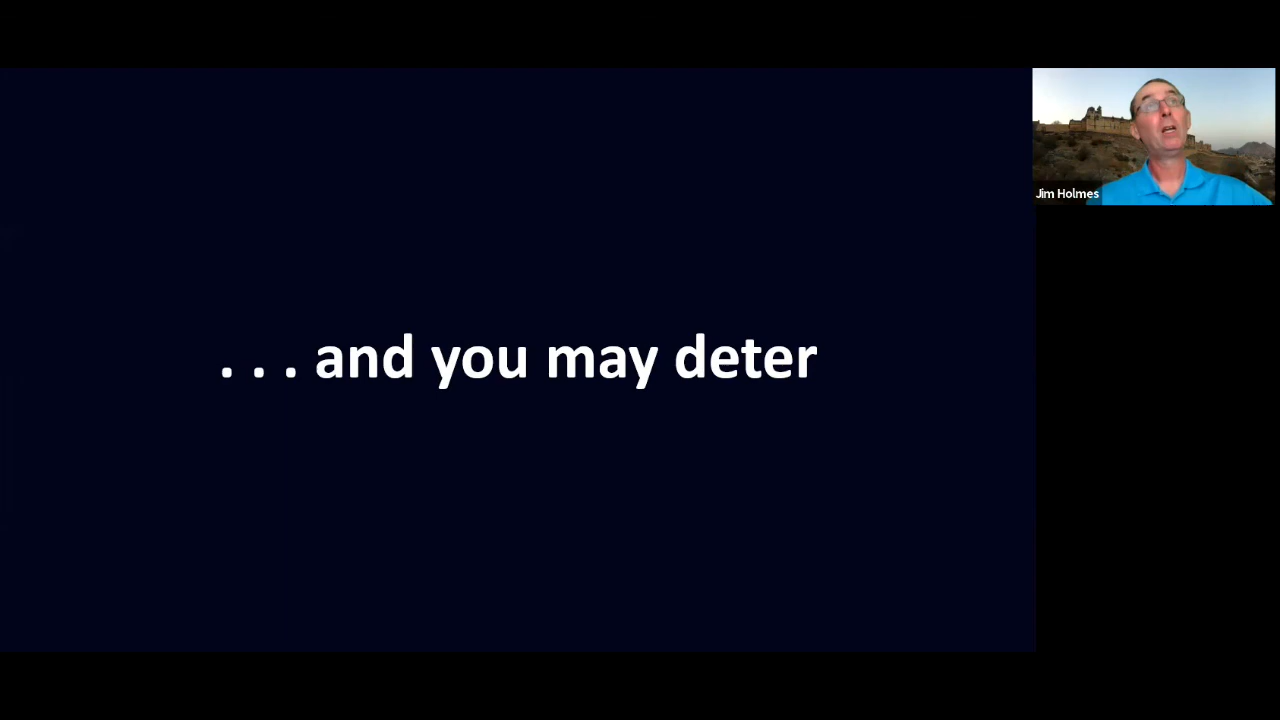 . . . and you may deter
Jim Holmes